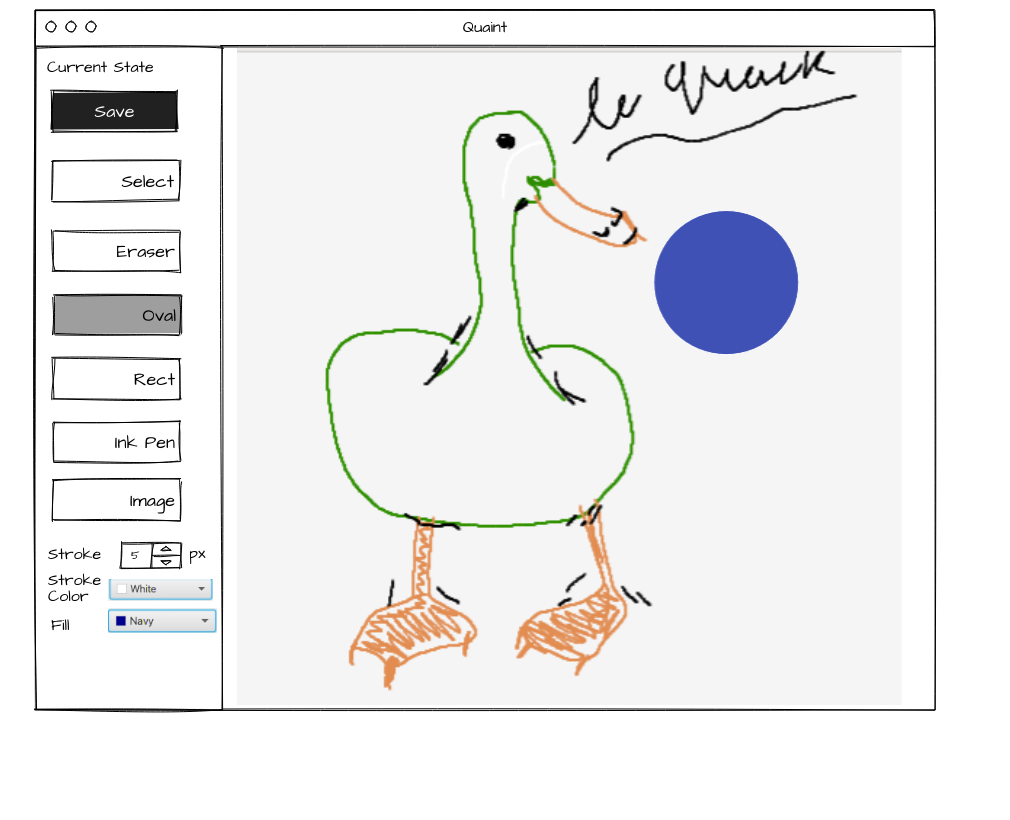 Quaint
Current State
Save
Select
Eraser
Oval
Rect
Ink Pen
Image
Stroke 5 px
Stroke Color White
Fill Navy
le quack